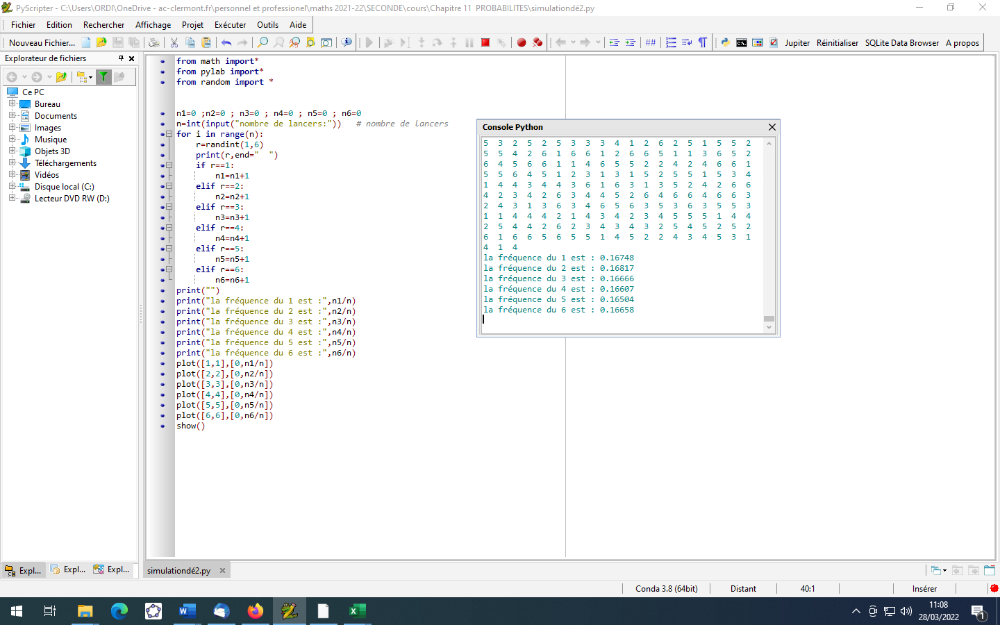 PyScripter - C:\Users\ORDI\OneDrive - ac-clermont.fr\personnel et professionel\maths 2021-22\SECONDE\cours\Chapitre 11  PROBABILITES\simulationdé2.py
Fichier Edition Rechercher Affichage Projet Exécuter Outils Aide
Nouveau Fichier... ## Jupiter Réinitialiser SQLite Data Browser A propos
Explorateur de fichiers
Ce PC
Bureau
Documents
Images
Musique
Objets 3D
Téléchargements
Vidéos
Disque local (C:)
Lecteur DVD RW (D:)
from math import*
from pylab import*
from random import *
n1=0 ;n2=0 ; n3=0 ; n4=0 ; n5=0 ; n6=0
n=int(input("nombre de lancers:"))   # nombre de lancers
for i in range(n):
    r=randint(1,6)
    print(r,end="  ")
    if r==1:
        n1=n1+1
    elif r==2:
        n2=n2+1
    elif r==3:
        n3=n3+1
    elif r==4:
        n4=n4+1
    elif r==5:
        n5=n5+1
    elif r==6:
        n6=n6+1
print("")
print("la fréquence du 1 est :",n1/n)
print("la fréquence du 2 est :",n2/n)
print("la fréquence du 3 est :",n3/n)
print("la fréquence du 4 est :",n4/n)
print("la fréquence du 5 est :",n5/n)
print("la fréquence du 6 est :",n6/n)
plot([1,1],[0,n1/n])
plot([2,2],[0,n2/n])
plot([3,3],[0,n3/n])
plot([4,4],[0,n4/n])
plot([5,5],[0,n5/n])
plot([6,6],[0,n6/n])
show()
Console Python
5  3  2  5  2  5  3  3  3  4  1  2  6  2  5  1  5  5  2
5  5  4  2  6  1  6  6  1  2  6  6  5  1  1  3  6  5  2
6  4  5  6  6  1  1  4  6  5  5  2  2  4  2  4  6  6  1
5  5  6  4  5  1  2  3  1  3  1  5  2  5  5  1  5  3  4
1  4  4  3  4  4  3  6  1  6  3  1  3  5  2  4  2  6  6
4  2  3  4  2  6  3  4  4  5  2  6  4  6  6  4  6  6  3
2  4  3  1  3  6  3  4  6  5  6  3  5  3  6  3  5  5  3
1  1  4  4  4  2  1  4  3  4  2  3  4  5  5  5  1  4  4
2  5  4  4  2  6  2  3  4  3  4  3  2  5  4  5  2  5  2
6  1  6  6  5  6  5  5  1  4  5  2  2  4  3  4  5  3  1
4  1  4
la fréquence du 1 est : 0.16748
la fréquence du 2 est : 0.16817
la fréquence du 3 est : 0.16666
la fréquence du 4 est : 0.16607
la fréquence du 5 est : 0.16504
la fréquence du 6 est : 0.16658
Expl... Expl... Expl...
simulationdé2.py
Conda 3.8 (64bit) Distant 40:1 Insérer
11:08
28/03/2022
1